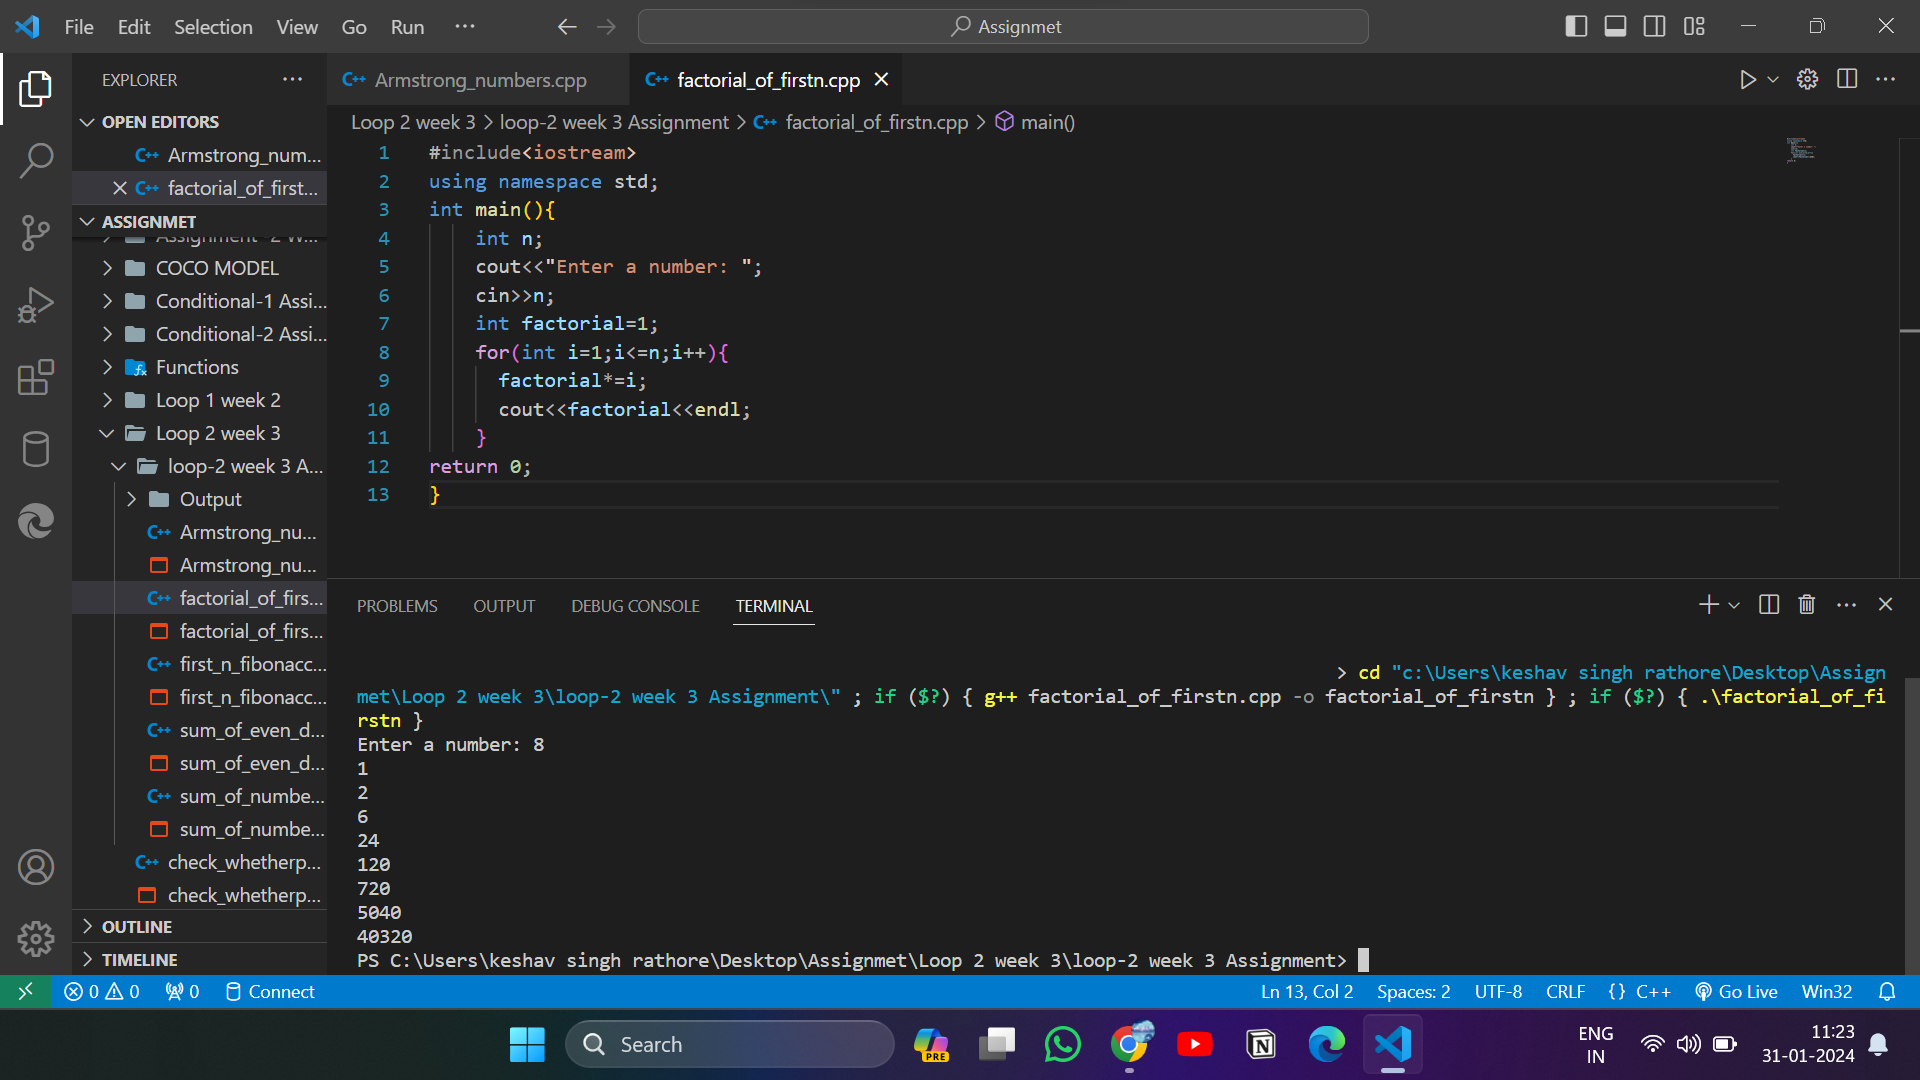 File Edit Selection View Go Run ··· Assignmet
EXPLORER ···
OPEN EDITORS
C++ Armstrong_num...
C++ factorial_of_first...
ASSIGNMET
COCO MODEL
Conditional-1 Assi...
Conditional-2 Assi...
Functions
Loop 1 week 2
Loop 2 week 3
loop-2 week 3 A...
Output
C++ Armstrong_nu...
Armstrong_nu...
C++ factorial_of_firs...
factorial_of_firs...
C++ first_n_fibonacc...
first_n_fibonacc...
C++ sum_of_even_d...
sum_of_even_d...
C++ sum_of_numbe...
sum_of_numbe...
C++ check_whetherp...
check_whetherp...
OUTLINE
TIMELINE
C++ Armstrong_numbers.cpp C++ factorial_of_firstn.cpp
Loop 2 week 3 > loop-2 week 3 Assignment > C++ factorial_of_firstn.cpp > main()
1 #include<iostream>
2 using namespace std;
3 int main(){
4 int n;
5 cout<<"Enter a number: ";
6 cin>>n;
7 int factorial=1;
8 for(int i=1;i<=n;i++){
9 factorial*=i;
10 cout<<factorial<<endl;
11 }
12 return 0;
13 }
PROBLEMS OUTPUT DEBUG CONSOLE TERMINAL
> cd "c:\Users\keshav singh rathore\Desktop\Assign
met\Loop 2 week 3\loop-2 week 3 Assignment\" ; if ($?) { g++ factorial_of_firstn.cpp -o factorial_of_firstn } ; if ($?) { .\factorial_of_fi
rstn }
Enter a number: 8
1
2
6
24
120
720
5040
40320
PS C:\Users\keshav singh rathore\Desktop\Assignmet\Loop 2 week 3\loop-2 week 3 Assignment>
0 0 0 Connect Ln 13, Col 2 Spaces: 2 UTF-8 CRLF {} C++ Go Live Win32
Search PRE ENG
IN
11:23
31-01-2024